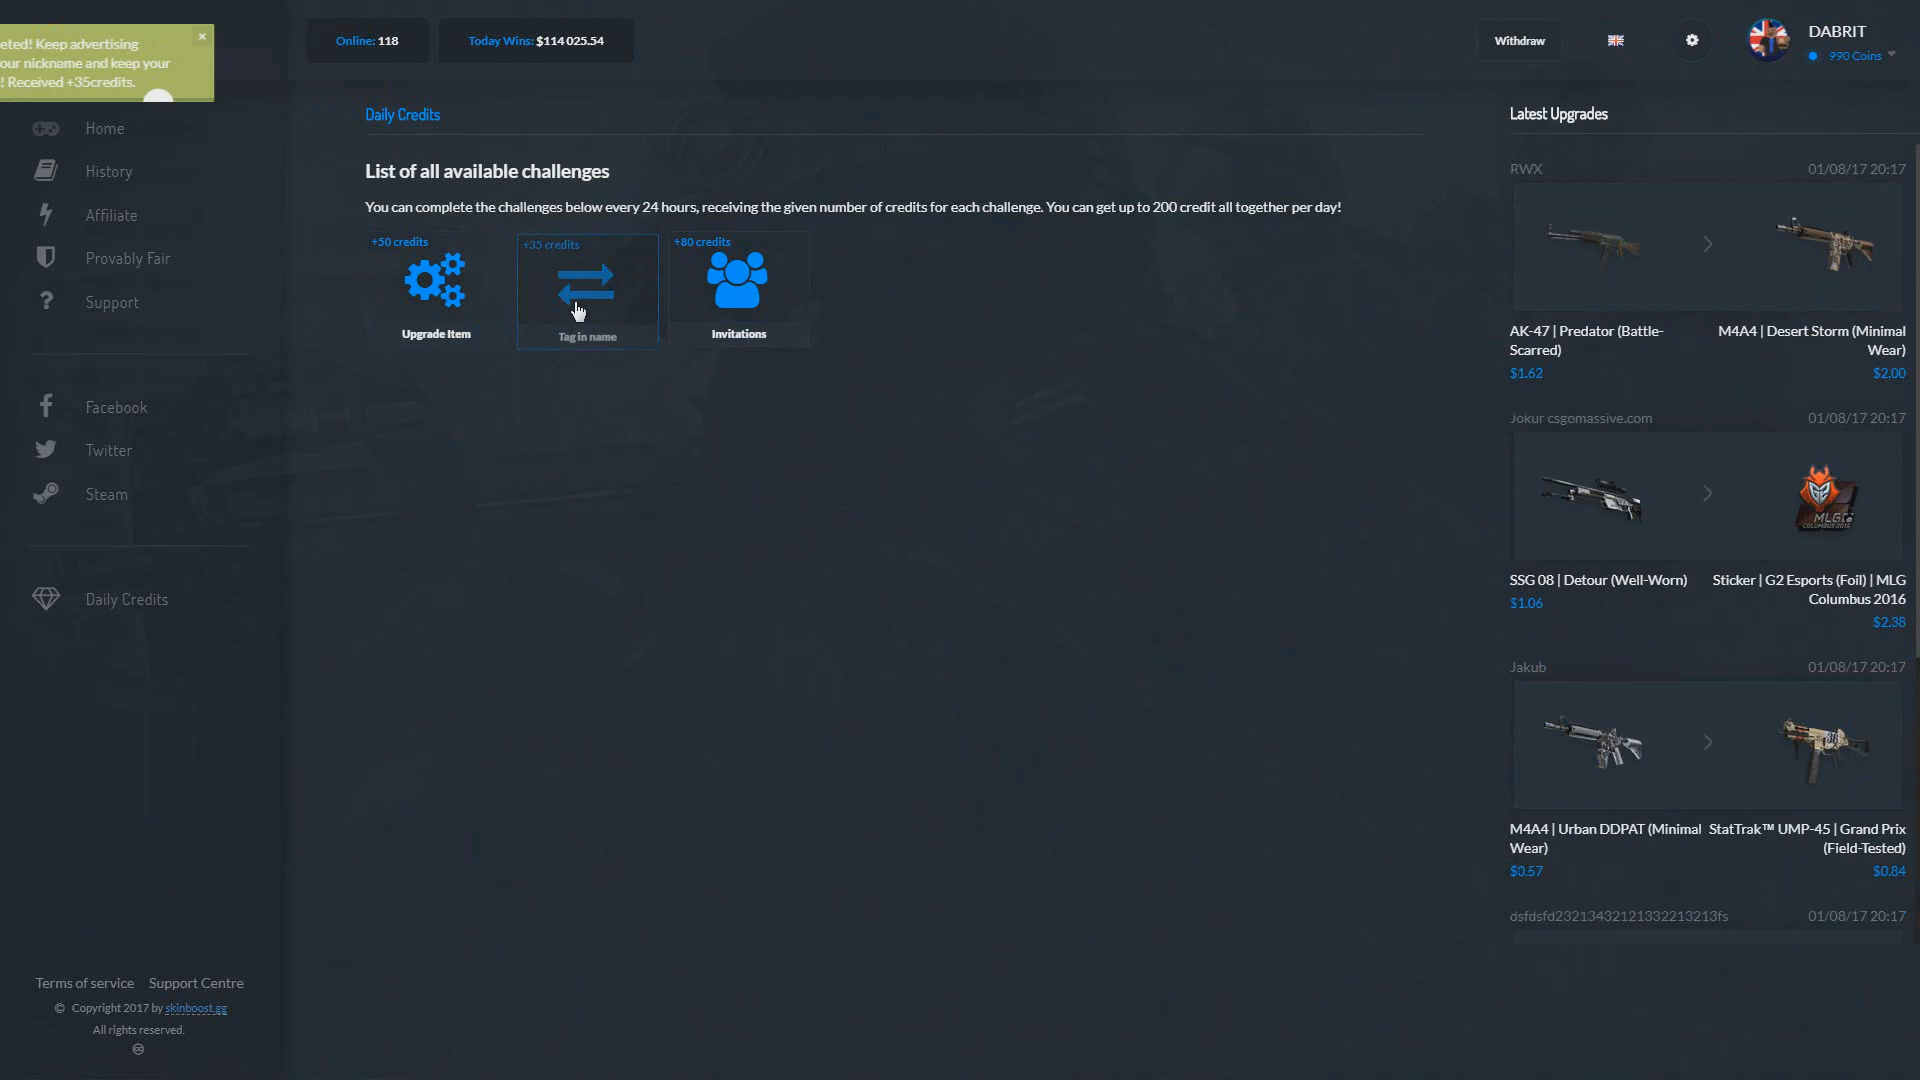 eted! Keep advertising
our nickname and keep your
! Received +35credits.
×
Online: 118
Today Wins: $114 025.54
Withdraw
DABRIT
990 Coins
Home
History
Affiliate
Provably Fair
Support
Facebook
Twitter
Steam
Daily Credits
Terms of service Support Centre
© Copyright 2017 by skinboost.gg
All rights reserved.
Daily Credits
List of all available challenges
You can complete the challenges below every 24 hours, receiving the given number of credits for each challenge. You can get up to 200 credit all together per day!
+50 credits
Upgrade Item
+35 credits
Tag in name
+80 credits
Invitations
Latest Upgrades
RWX 01/08/17 20:17
AK-47 | Predator (Battle-
Scarred)
$1.62
M4A4 | Desert Storm (Minimal
Wear)
$2.00
Jokur csgomassive.com 01/08/17 20:17
MLG
COLUMBUS 2016
SSG 08 | Detour (Well-Worn)
$1.06
Sticker | G2 Esports (Foil) | MLG
Columbus 2016
$2.38
Jakub 01/08/17 20:17
M4A4 | Urban DDPAT (Minimal
Wear)
$0.57
StatTrak™ UMP-45 | Grand Prix
(Field-Tested)
$0.84
dsfdsfd23213432121332213213fs 01/08/17 20:17